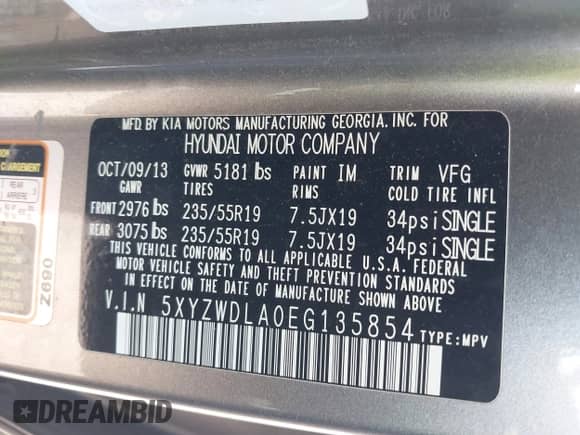 MFD. BY KIA MOTORS MANUFACTURING GEORGIA. INC. FOR
HYUNDAI MOTOR COMPANY
OCT/09/13 GVWR 5181 lbs PAINT IM TRIM VFG
GAWR TIRES RIMS COLD TIRE INFL
FRONT 2976 lbs 235/55R19 7.5JX19 34psi SINGLE
REAR 3075 lbs 235/55R19 7.5JX19 34psi SINGLE
THIS VEHICLE CONFORMS TO ALL APPLICABLE U.S.A. FEDERAL
MOTOR VEHICLE SAFETY AND THEFT PREVENTION STANDARDS
IN EFFECT ON THE DATE OF MANUFACTURE SHOWN ABOVE.
V.I.N 5XYZWDLA0EG135854 TYPE:MPV
CHARGEMENT
REAR
ARRIERE
Z690
DREAMBID